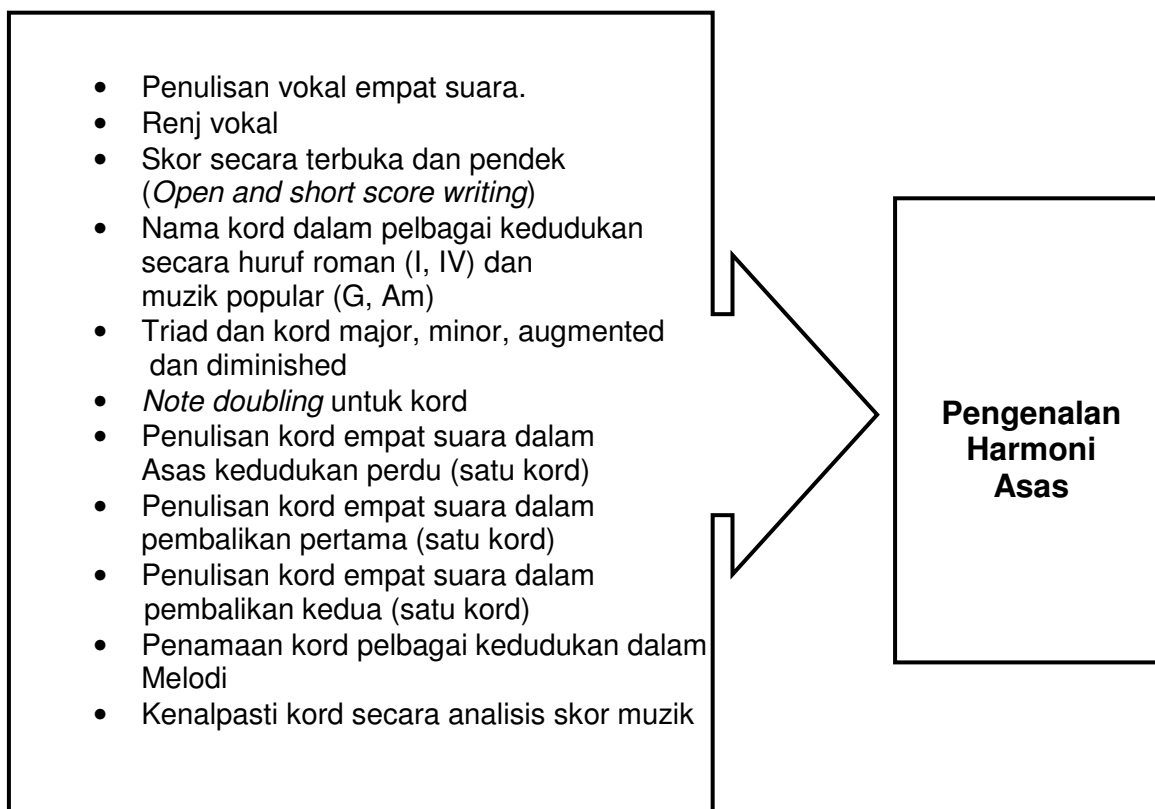 • Penulisan vokal empat suara.
• Renj vokal
• Skor secara terbuka dan pendek
(Open and short score writing)
• Nama kord dalam pelbagai kedudukan
secara huruf roman (I, IV) dan
muzik popular (G, Am)
• Triad dan kord major, minor, augmented
dan diminished
• Note doubling untuk kord
• Penulisan kord empat suara dalam
Asas kedudukan perdu (satu kord)
• Penulisan kord empat suara dalam
pembalikan pertama (satu kord)
• Penulisan kord empat suara dalam
pembalikan kedua (satu kord)
• Penamaan kord pelbagai kedudukan dalam
Melodi
• Kenalpasti kord secara analisis skor muzik
Pengenalan
Harmoni
Asas